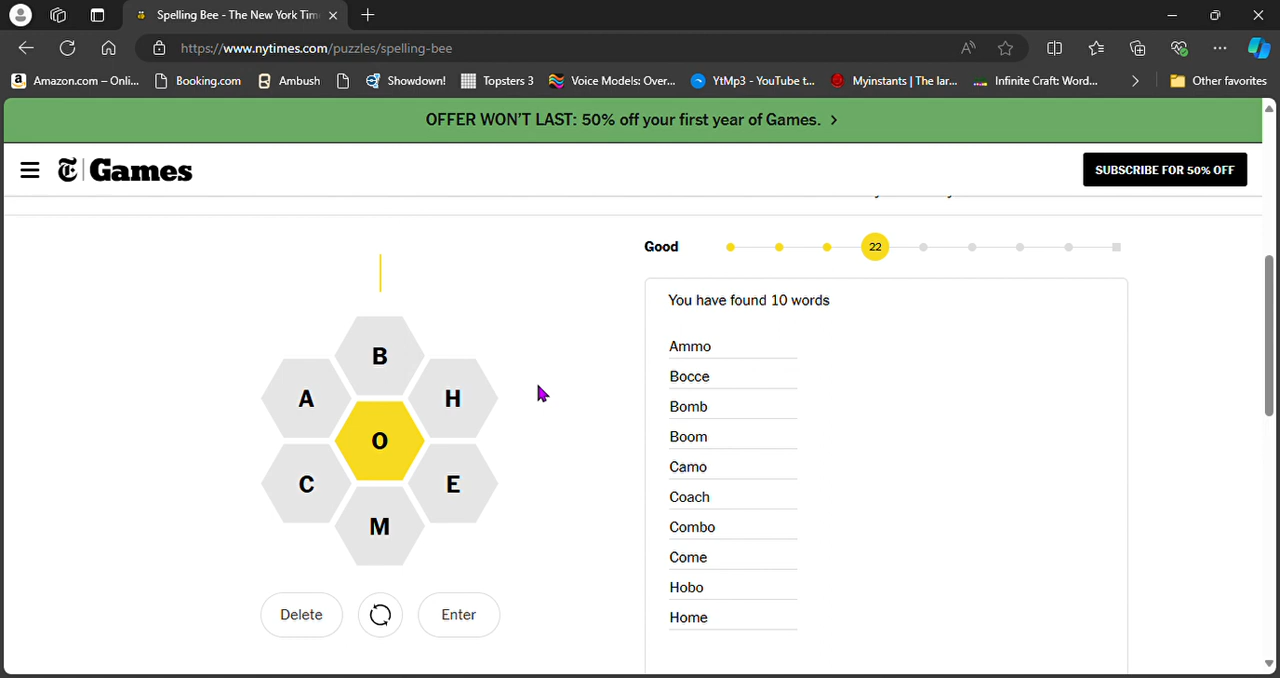 Spelling Bee - The New York Tim
https://www.nytimes.com/puzzles/spelling-bee
Amazon.com – Onli...
Booking.com
Ambush
Showdown!
Topsters 3
Voice Models: Over...
YtMp3 - YouTube t...
Myinstants | The lar...
Infinite Craft: Word...
Other favorites
OFFER WON'T LAST: 50% off your first year of Games.
Games
SUBSCRIBE FOR 50% OFF
Good
22
You have found 10 words
Ammo
Bocce
Bomb
Boom
Camo
Coach
Combo
Come
Hobo
Home
B
A
H
O
C
E
M
Delete
Enter